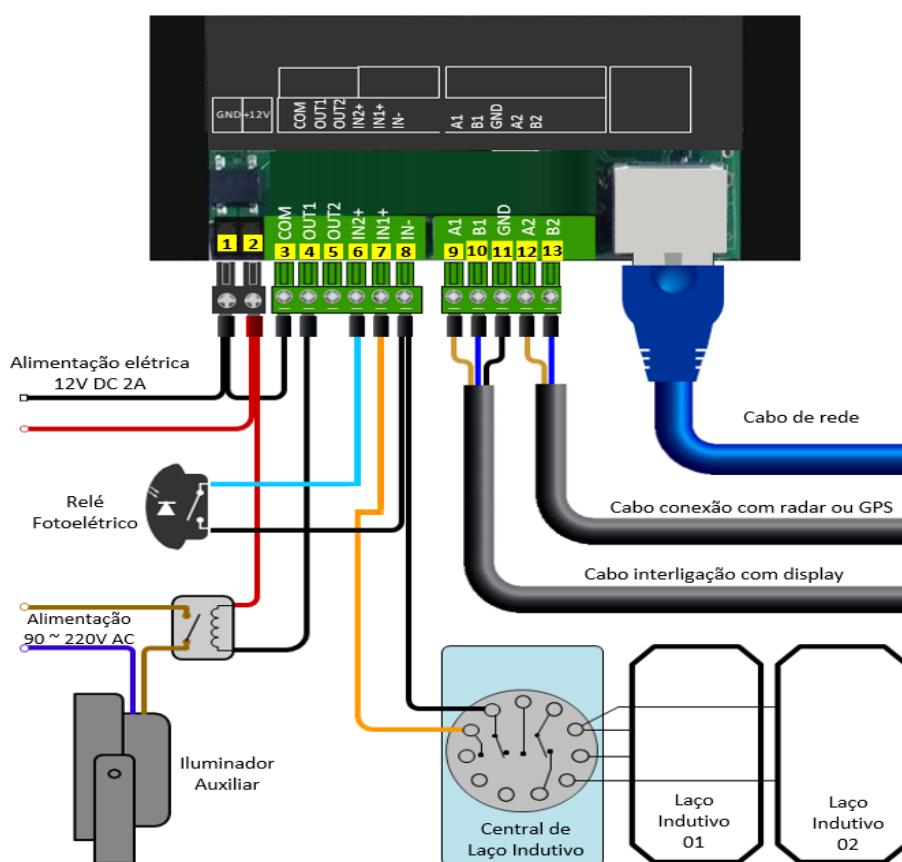 GND +12V
COM OUT1 OUT2 IN2+ IN1+ IN-
A1 B1 GND A2 B2
COM OUT1 OUT2 IN2+ IN1+ IN-
A1 B1 GND A2 B2
1 2 3 4 5 6 7 8 9 10 11 12 13
Alimentação elétrica
12V DC 2A
Cabo de rede
Relé
Fotoelétrico
Cabo conexão com radar ou GPS
Cabo interligação com display
Alimentação
90 ~ 220V AC
Iluminador
Auxiliar
Central de
Laço Indutivo
Laço
Indutivo
01
Laço
Indutivo
02